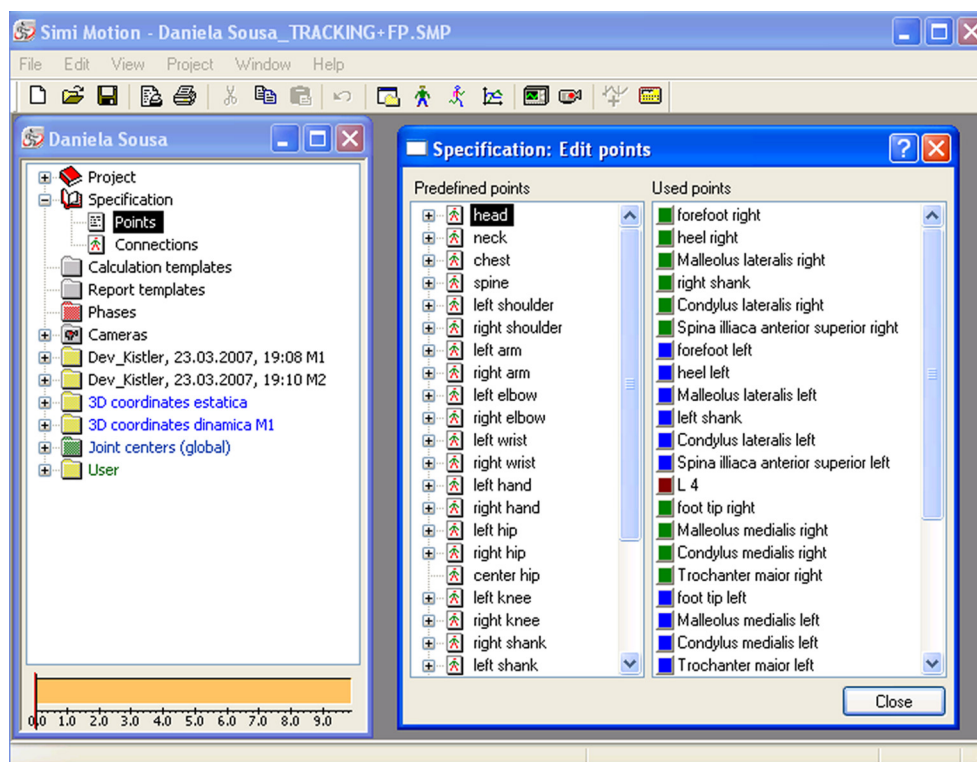 Simi Motion - Daniela Sousa_TRACKING+FP.SMP
File Edit View Project Window Help
Daniela Sousa
Project
Specification
Points
Connections
Calculation templates
Report templates
Phases
Cameras
Dev_Kistler, 23.03.2007, 19:08 M1
Dev_Kistler, 23.03.2007, 19:10 M2
3D coordinates estatica
3D coordinates dinamica M1
Joint centers (global)
User
0.0 1.0 2.0 3.0 4.0 5.0 6.0 7.0 8.0 9.0
Specification: Edit points
Predefined points
head
neck
chest
spine
left shoulder
right shoulder
left arm
right arm
left elbow
right elbow
left wrist
right wrist
left hand
right hand
left hip
right hip
center hip
left knee
right knee
right shank
left shank
Used points
forefoot right
heel right
Malleolus lateralis right
right shank
Condylus lateralis right
Spina illiaca anterior superior right
forefoot left
heel left
Malleolus lateralis left
left shank
Condylus lateralis left
Spina illiaca anterior superior left
L 4
foot tip right
Malleolus medialis right
Condylus medialis right
Trochanter maior right
foot tip left
Malleolus medialis left
Condylus medialis left
Trochanter maior left
Close